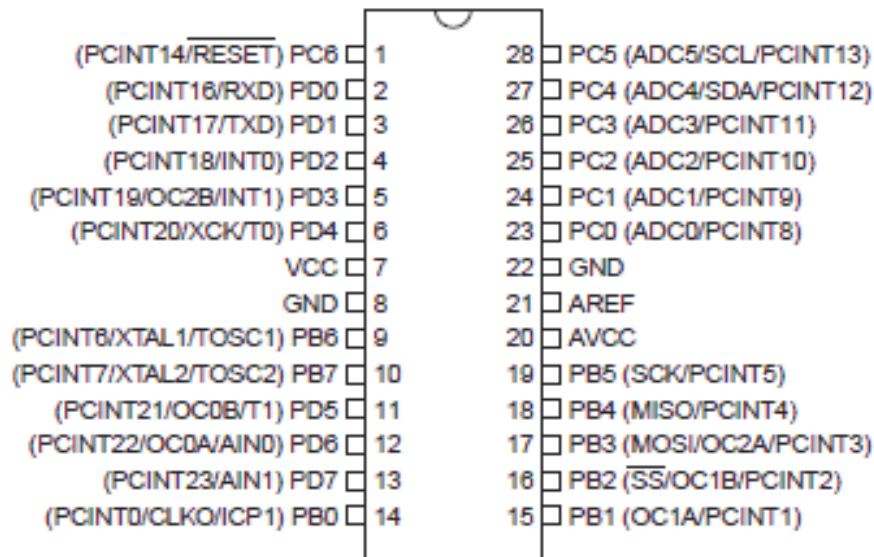 (PCINT14/RESET) PC6 1 28 PC5 (ADC5/SCL/PCINT13)
(PCINT16/RXD) PD0 2 27 PC4 (ADC4/SDA/PCINT12)
(PCINT17/TXD) PD1 3 26 PC3 (ADC3/PCINT11)
(PCINT18/INT0) PD2 4 25 PC2 (ADC2/PCINT10)
(PCINT19/OC2B/INT1) PD3 5 24 PC1 (ADC1/PCINT9)
(PCINT20/XCK/T0) PD4 6 23 PC0 (ADC0/PCINT8)
VCC 7 22 GND
GND 8 21 AREF
(PCINT6/XTAL1/TOSC1) PB6 9 20 AVCC
(PCINT7/XTAL2/TOSC2) PB7 10 19 PB5 (SCK/PCINT5)
(PCINT21/OC0B/T1) PD5 11 18 PB4 (MISO/PCINT4)
(PCINT22/OC0A/AIN0) PD6 12 17 PB3 (MOSI/OC2A/PCINT3)
(PCINT23/AIN1) PD7 13 16 PB2 (SS/OC1B/PCINT2)
(PCINT0/CLKO/ICP1) PB0 14 15 PB1 (OC1A/PCINT1)